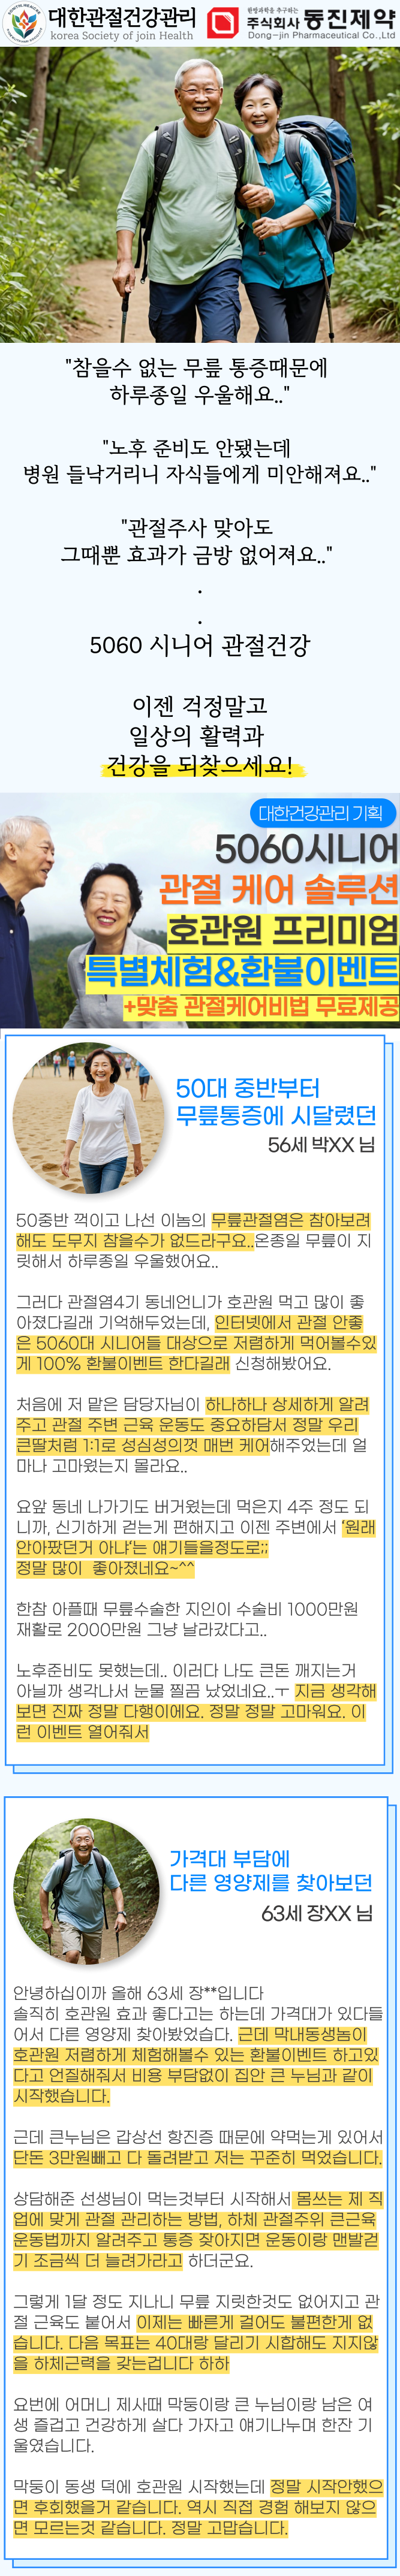 대한관절건강관리
korea Society of join Health
한방과학을 추구하는
주식회사 동진제약
Dong-jin Pharmaceutical Co.,Ltd
"참을수 없는 무릎 통증때문에
하루종일 우울해요.."
"노후 준비도 안됐는데
병원 들낙거리니 자식들에게 미안해져요.."
"관절주사 맞아도
그때뿐 효과가 금방 없어져요.."
.
.
5060 시니어 관절건강
이젠 걱정말고
일상의 활력과
건강을 되찾으세요!
대한건강관리 기획
5060시니어
관절 케어 솔루션
호관원 프리미엄
특별체험&환불이벤트
+맞춤 관절케어비법 무료제공
50대 중반부터
무릎통증에 시달렸던
56세 박XX 님
50중반 꺽이고 나선 이놈의 무릎관절염은 참아보려
해도 도무지 참을수가 없드라구요..온종일 무릎이 지
릿해서 하루종일 우울했어요..
그러다 관절염4기 동네언니가 호관원 먹고 많이 좋
아졌다길래 기억해두었는데, 인터넷에서 관절 안좋
은 5060대 시니어들 대상으로 저렴하게 먹어볼수있
게 100% 환불이벤트 한다길래 신청해봤어요.
처음에 저 맡은 담당자님이 하나하나 상세하게 알려
주고 관절 주변 근육 운동도 중요하담서 정말 우리
큰딸처럼 1:1로 성심성의껏 매번 케어해주었는데 얼
마나 고마웠는지 몰라요..
요앞 동네 나가기도 버거웠는데 먹은지 4주 정도 되
니까, 신기하게 걷는게 편해지고 이젠 주변에서 '원래
안아팠던거 아냐'는 얘기들을정도로;;
정말 많이  좋아졌네요~^^
한참 아플때 무릎수술한 지인이 수술비 1000만원
재활로 2000만원 그냥 날라갔다고..
노후준비도 못했는데.. 이러다 나도 큰돈 깨지는거
아닐까 생각나서 눈물 찔끔 났었네요..ㅜ 지금 생각해
보면 진짜 정말 다행이에요. 정말 정말 고마워요. 이
런 이벤트 열어줘서
가격대 부담에
다른 영양제를 찾아보던
63세 장XX 님
안녕하십이까 올해 63세 장**입니다
솔직히 호관원 효과 좋다고는 하는데 가격대가 있다들
어서 다른 영양제 찾아봤었습다. 근데 막내동생놈이
호관원 저렴하게 체험해볼수 있는 환불이벤트 하고있
다고 언질해줘서 비용 부담없이 집안 큰 누님과 같이
시작했습니다.
근데 큰누님은 갑상선 항진증 때문에 약먹는게 있어서
단돈 3만원빼고 다 돌려받고 저는 꾸준히 먹었습니다.
상담해준 선생님이 먹는것부터 시작해서 몸쓰는 제 직
업에 맞게 관절 관리하는 방법, 하체 관절주위 큰근육
운동법까지 알려주고 통증 잦아지면 운동이랑 맨발걷
기 조금씩 더 늘려가라고 하더군요.
그렇게 1달 정도 지나니 무릎 지릿한것도 없어지고 관
절 근육도 붙어서 이제는 빠른게 걸어도 불편한게 없
습니다. 다음 목표는 40대랑 달리기 시합해도 지지않
을 하체근력을 갖는겁니다 하하
요번에 어머니 제사때 막둥이랑 큰 누님이랑 남은 여
생 즐겁고 건강하게 살다 가자고 얘기나누며 한잔 기
울였습니다.
막둥이 동생 덕에 호관원 시작했는데 정말 시작안했으
면 후회했을거 같습니다. 역시 직접 경험 해보지 않으
면 모르는것 같습니다. 정말 고맙습니다.